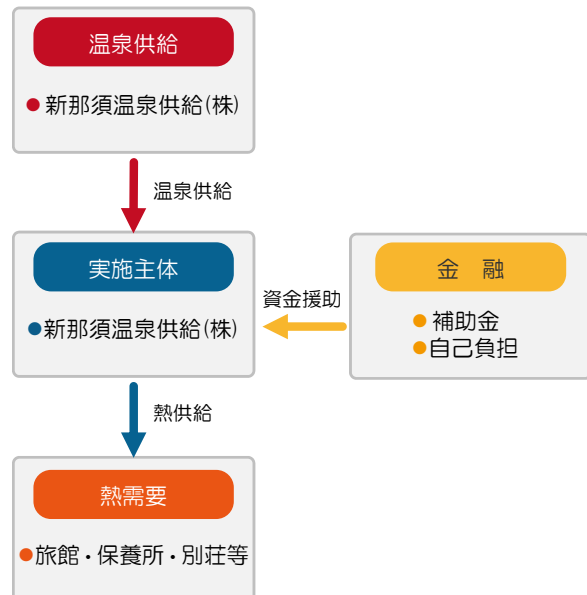 温泉供給
●新那須温泉供給(株)
温泉供給
実施主体
●新那須温泉供給(株)
資金援助
金　融
●補助金
●自己負担
熱供給
熱需要
●旅館・保養所・別荘等